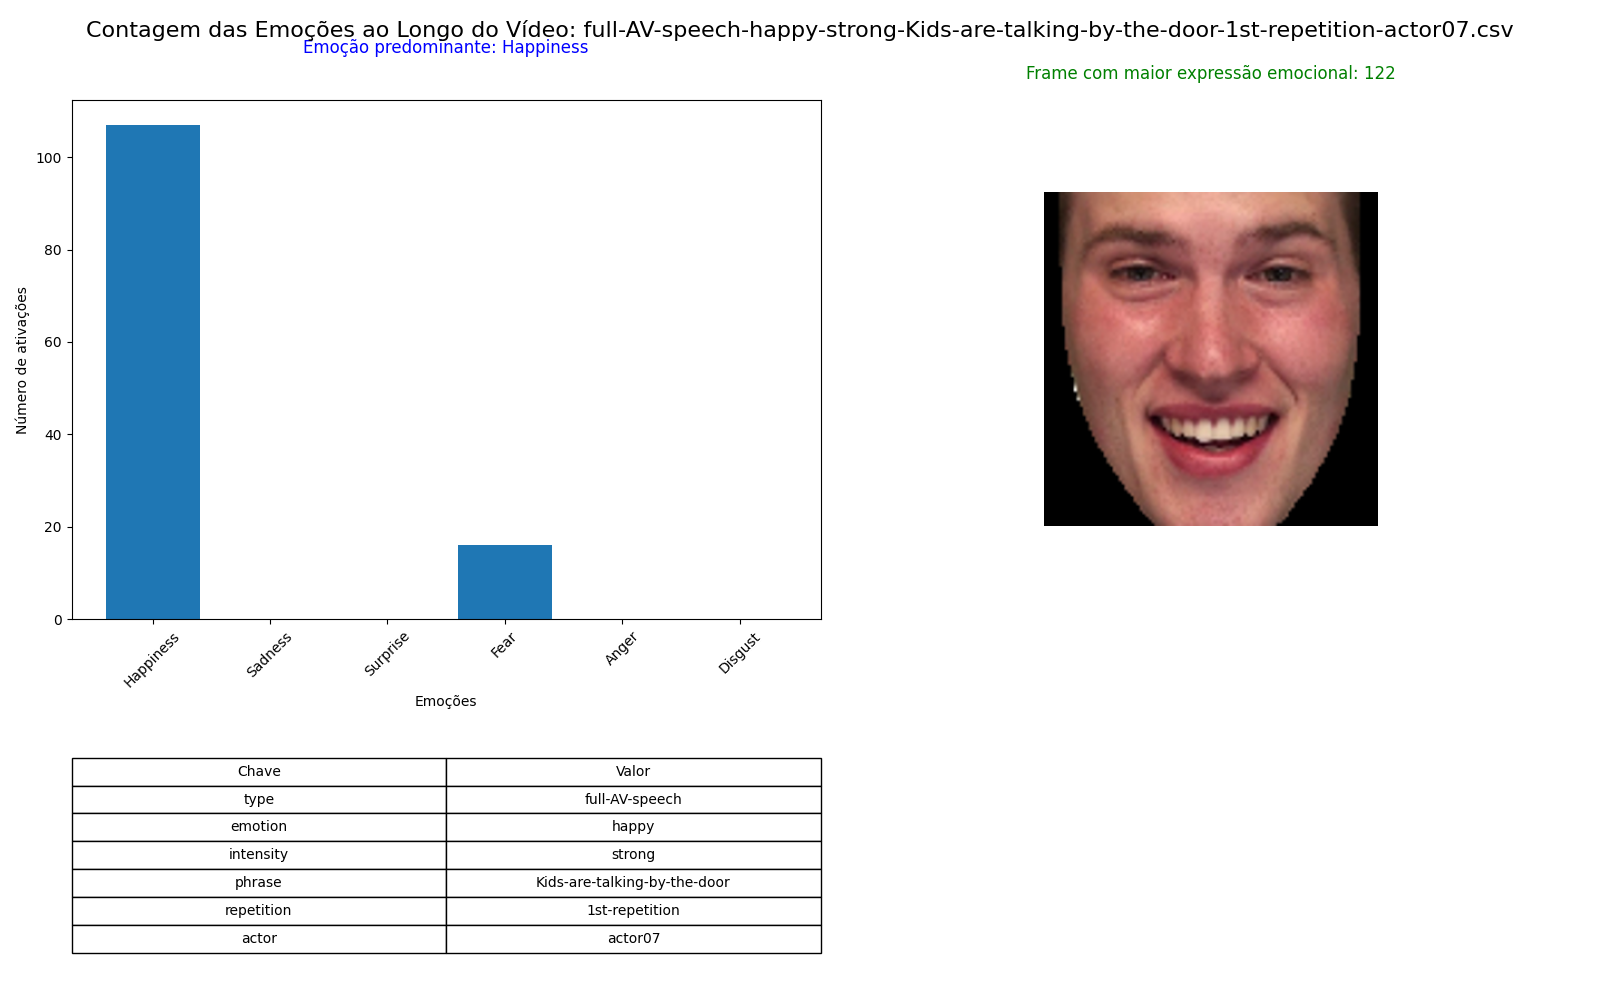 Contagem das Emoções ao Longo do Vídeo: full-AV-speech-happy-strong-Kids-are-talking-by-the-door-1st-repetition-actor07.csv
Emoção predominante: Happiness
Frame com maior expressão emocional: 122
Número de ativações
100
80
60
40
20
0
Happiness
Sadness
Surprise
Fear
Anger
Disgust
Emoções
Chave Valor
type full-AV-speech
emotion happy
intensity strong
phrase Kids-are-talking-by-the-door
repetition 1st-repetition
actor actor07